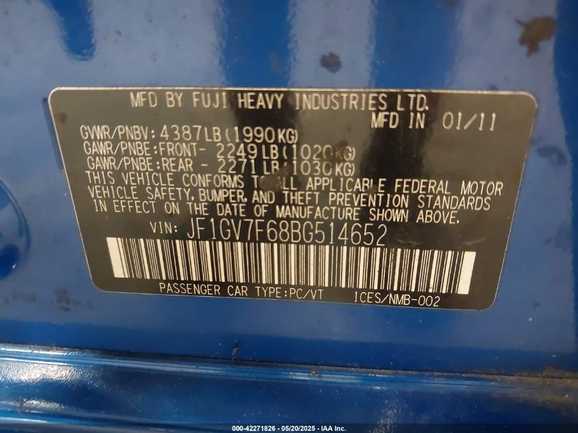 MFD BY FUJI HEAVY INDUSTRIES LTD.
MFD IN 01/11
GVWR/PNBV: 4387LB(1990KG)
GAWR/PNBE:FRONT- 2249LB(1020KG)
GAWR/PNBE:REAR - 2271LB(1030KG)
THIS VEHICLE CONFORMS TO ALL APPLICABLE FEDERAL MOTOR
VEHICLE SAFETY, BUMPER, AND THEFT PREVENTION STANDARDS
IN EFFECT ON THE DATE OF MANUFACTURE SHOWN ABOVE.
VIN: JF1GV7F68BG514652
PASSENGER CAR TYPE:PC/VT ICES/NMB-002
000-42271826 - 05/20/2025 - IAA Inc.